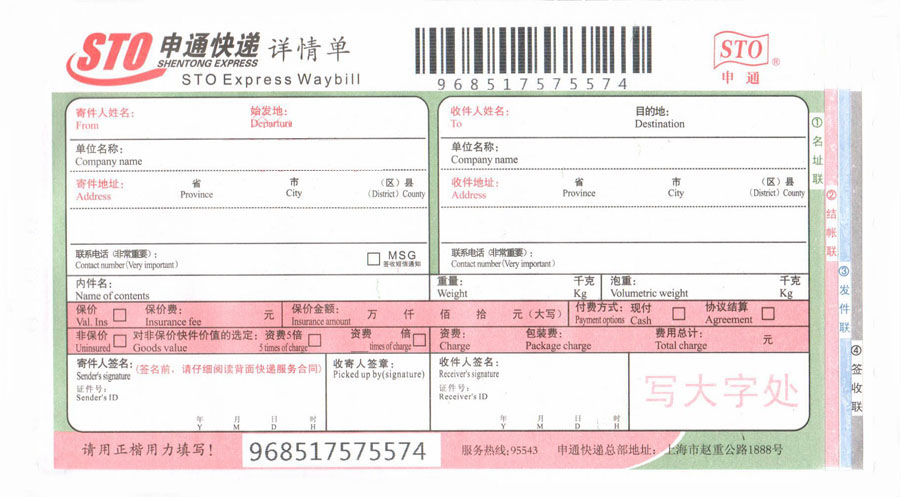 STO 申通快递 详情单
SHENTONG EXPRESS
STO Express Waybill
968517575574
STO ®
申通
寄件人姓名: 始发地:
From Departure
收件人姓名: 目的地:
To Destination
单位名称:
Company name
单位名称:
Company name
寄件地址: 省 市 (区)县
Address Province City (District) County
收件地址: 省 市 (区)县
Address Province City (District) County
联系电话(非常重要): MSG
Contact number(Very important) 签收短信通知
联系电话(非常重要):
Contact number(Very important)
内件名: 重量: 千克 泡重: 千克
Name of contents Weight Kg Volumetric weight Kg
保价 保价费: 元 保价金额: 万 仟 佰 拾 元(大写) 付费方式: 现付 协议结算
Val. Ins Insurance fee Insurance amount Payment options Cash Agreement
非保价 对非保价快件价值的选定: 资费5倍 资费 倍 资费: 包装费: 费用总计: 元
Uninsured Goods value 5 times of charge times of charge Charge Package charge Total charge
寄件人签名: (签名前,请仔细阅读背面快递服务合同)
Sender's signature
证件号:
Sender's ID
年 月 日 时
Y M D H
收寄人签章:
Picked up by(signature)
收件人签名:
Receiver's signature
证件号:
Receiver's ID
年 月 日 时
Y M D H
写大字处
请用正楷用力填写! 968517575574 服务热线:95543 申通快递总部地址: 上海市赵重公路1888号
①名址联
②结帐联
③发件联
④签收联